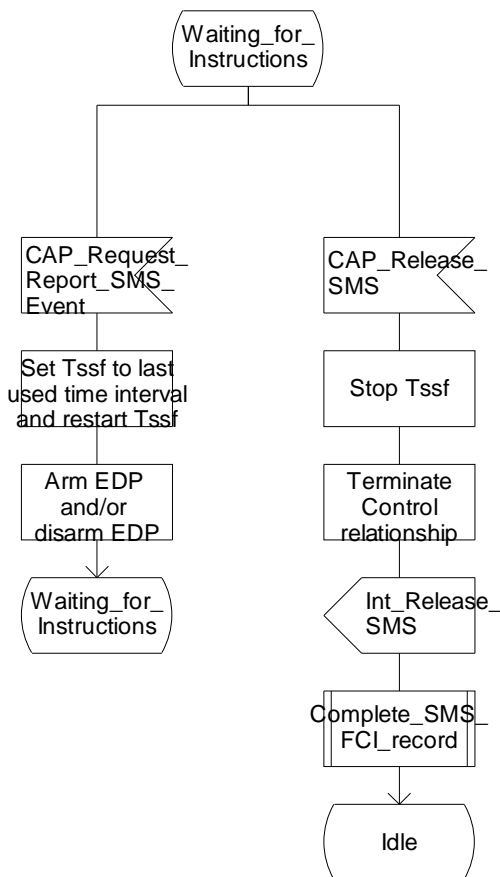 Waiting_for_
Instructions
CAP_Request_
Report_SMS_
Event
Set Tssf to last
used time interval
and restart Tssf
Arm EDP
and/or
disarm EDP
Waiting_for_
Instructions
CAP_Release_
SMS
Stop Tssf
Terminate
Control
relationship
Int_Release_
SMS
Complete_SMS_
FCI_record
Idle